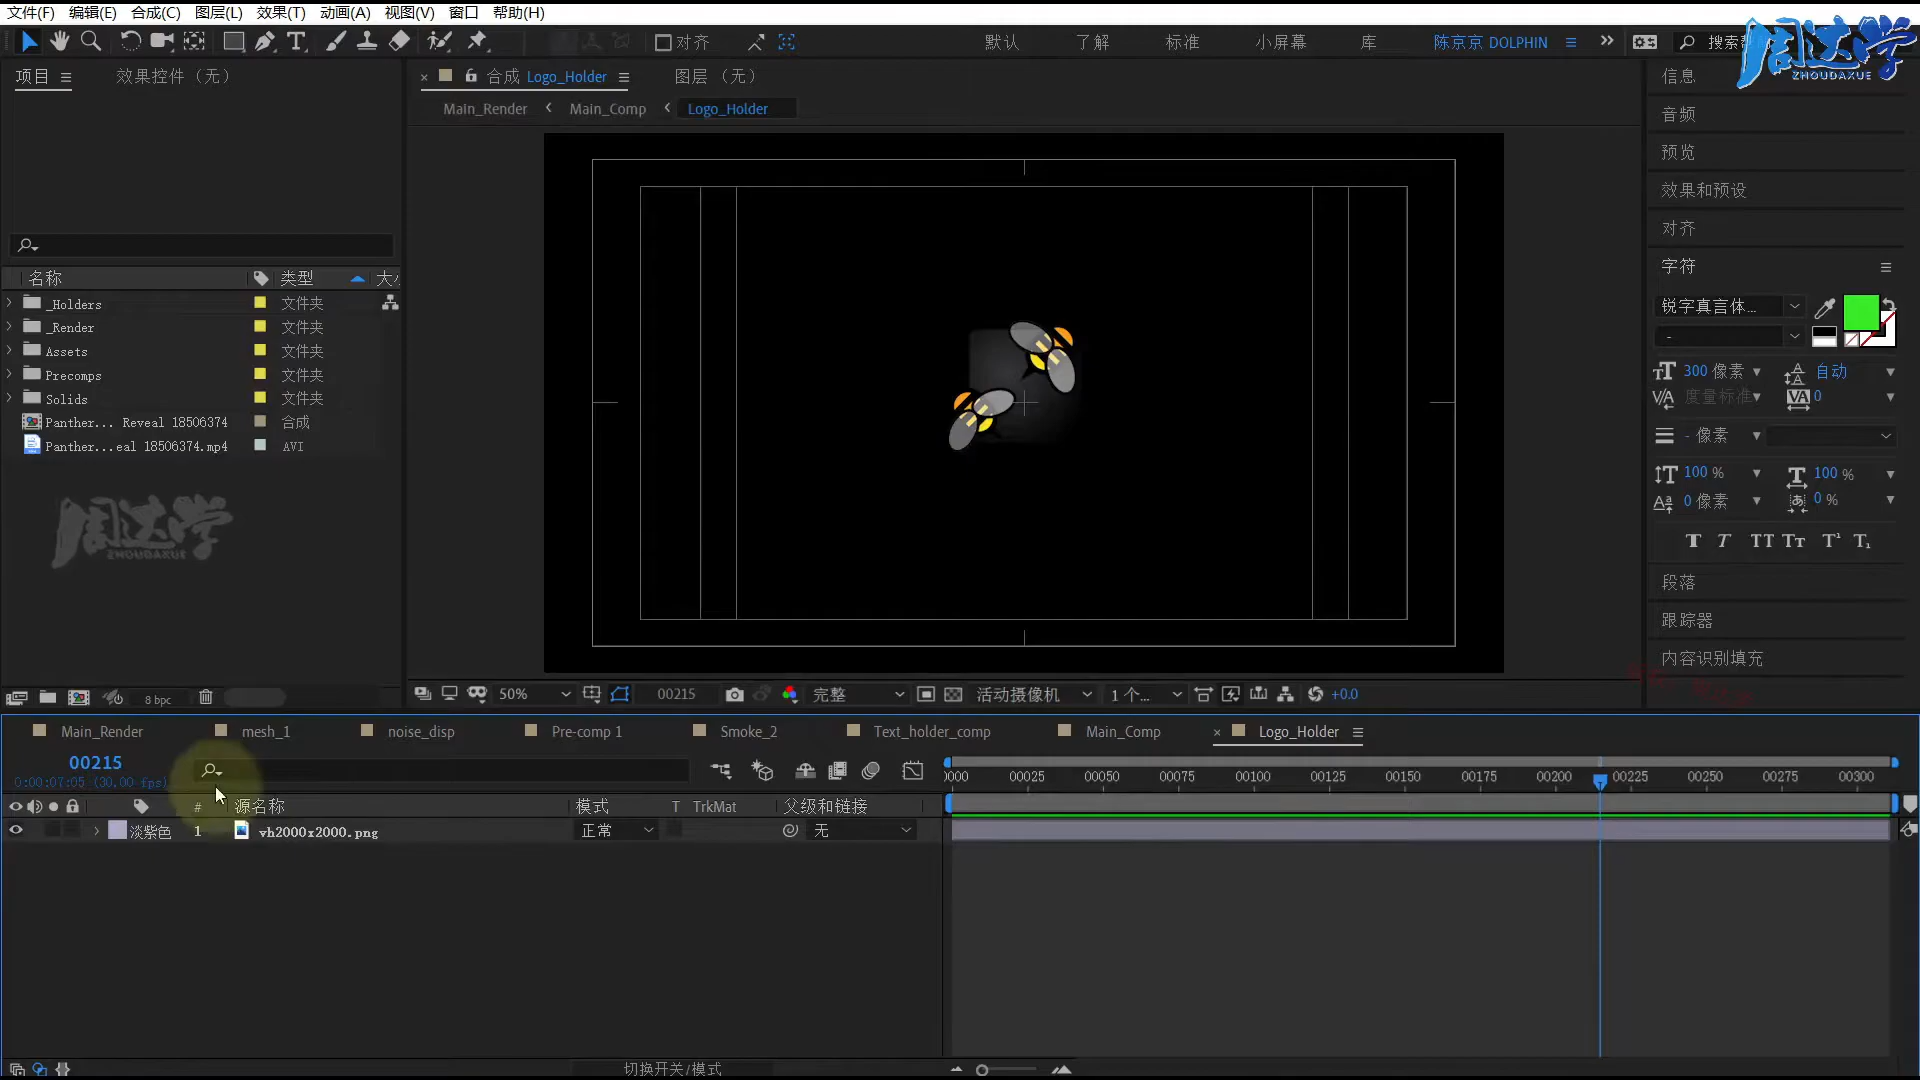 文件(F) 编辑(E) 合成(C) 图层(L) 效果(T) 动画(A) 视图(V) 窗口 帮助(H)
对齐 默认 了解 标准 小屏幕 库 陈京京 DOLPHIN
周达学
ZHOUDAXUE
项目 效果控件（无）
合成 Logo_Holder 图层（无）
Main_Render Main_Comp Logo_Holder
名称 类型
_Holders 文件夹
_Render 文件夹
Assets 文件夹
Precomps 文件夹
Solids 文件夹
Panther... Reveal 18506374 合成
Panther...eal 18506374.mp4 AVI
周达学
ZHOUDAXUE
8 bpc
50% 00215 完整 活动摄像机 1 个... +0.0
信息
音频
预览
效果和预设
对齐
字符
锐字真言体...
-
300 像素 自动
度量标准 0
- 像素
100 % 100 %
0 像素 0 %
段落
跟踪器
内容识别填充
Main_Render mesh_1 noise_disp Pre-comp 1 Smoke_2 Text_holder_comp Main_Comp Logo_Holder
00215
0:00:07:05 (30.00 fps)
0000 00025 00050 00075 00100 00125 00150 00175 00200 00225 00250 00275 00300
# 源名称 模式 T TrkMat 父级和链接
淡紫色 1 vh2000x2000.png 正常 无
切换开关/模式